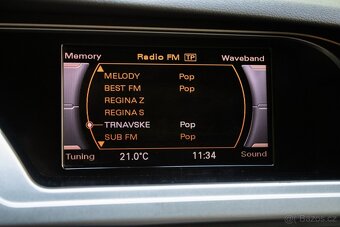 Memory Radio FM TP Waveband
MELODY Pop
BEST FM Pop
REGINA Z
REGINA S
TRNAVSKE Pop
SUB FM Pop
Tuning 21.0°C 11:34 Sound
bazos.cz